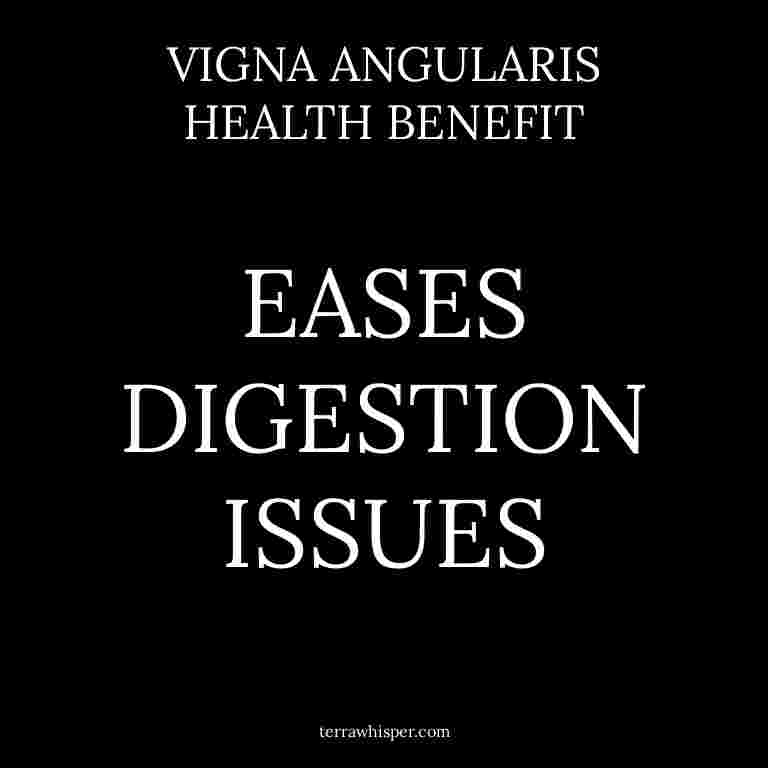 VIGNA ANGULARIS
HEALTH BENEFIT
EASES
DIGESTION
ISSUES
terrawhisper.com